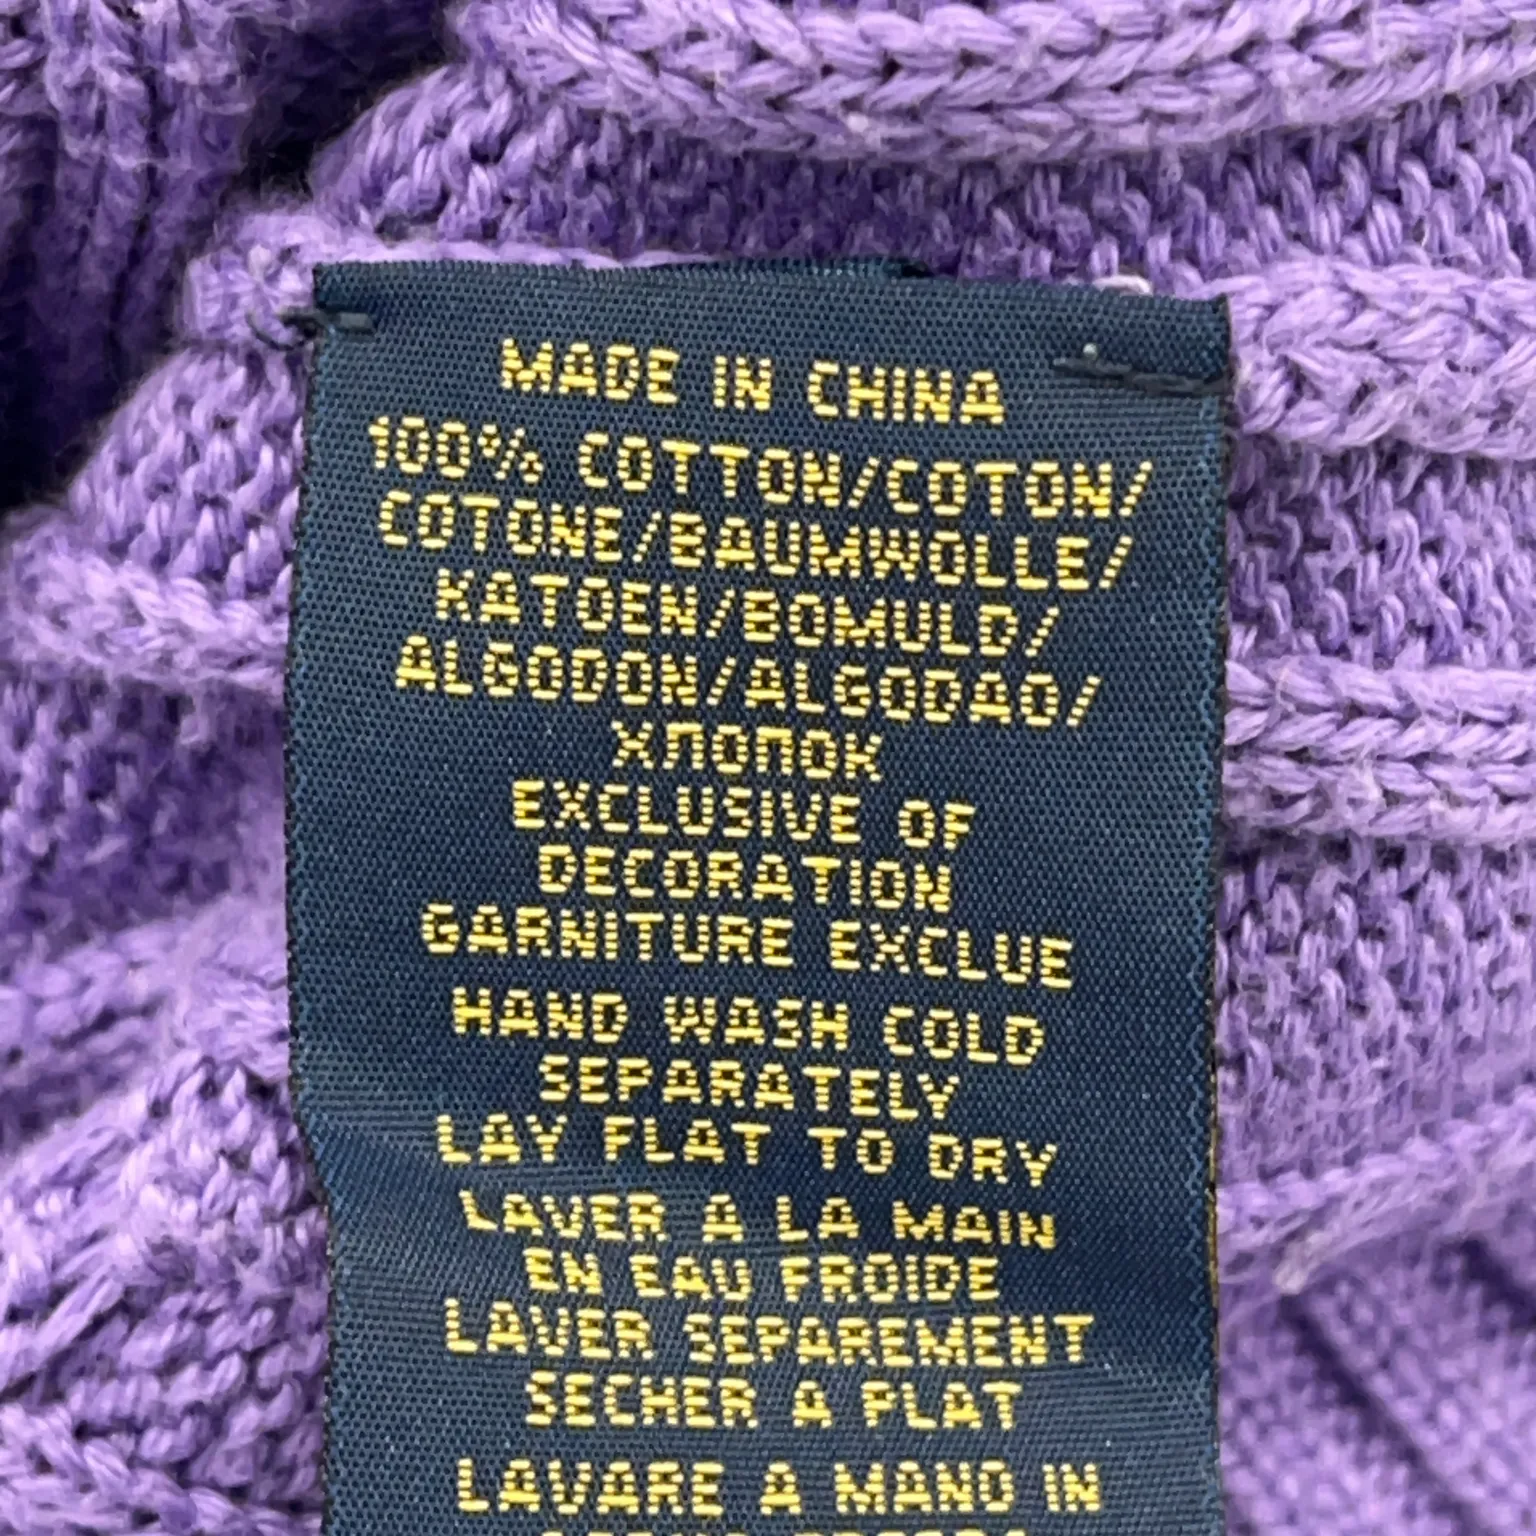 MADE IN CHINA
100% COTTON/COTON/
COTONE/BAUMWOLLE/
KATOEN/BOMULD/
ALGODON/ALGODAO/
ХЛОПОК
EXCLUSIVE OF
DECORATION
GARNITURE EXCLUE
HAND WASH COLD
SEPARATELY
LAY FLAT TO DRY
LAVER A LA MAIN
EN EAU FROIDE
LAVER SEPAREMENT
SECHER A PLAT
LAVARE A MANO IN